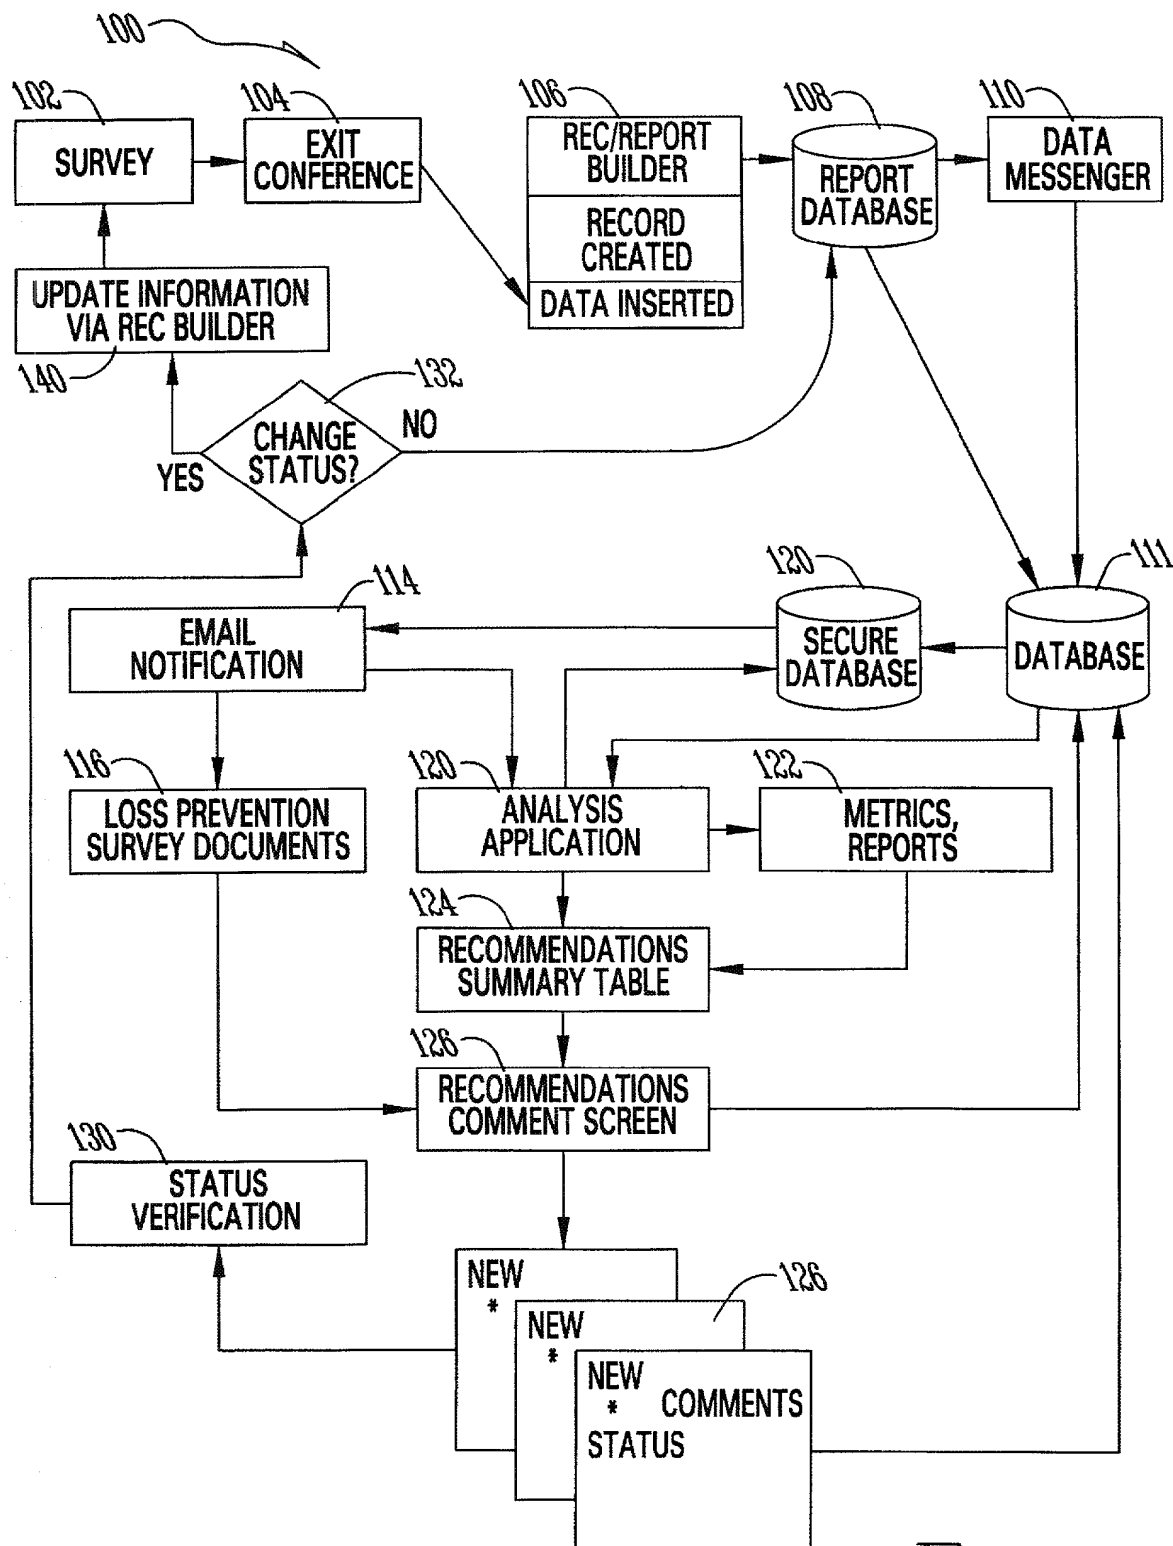 100
102
SURVEY
104
EXIT
CONFERENCE
106
REC/REPORT
BUILDER
RECORD
CREATED
DATA INSERTED
108
REPORT
DATABASE
110
DATA
MESSENGER
UPDATE INFORMATION
VIA REC BUILDER
140
132
CHANGE
STATUS?
YES
NO
114
EMAIL
NOTIFICATION
120
SECURE
DATABASE
111
DATABASE
116
LOSS PREVENTION
SURVEY DOCUMENTS
120
ANALYSIS
APPLICATION
122
METRICS,
REPORTS
124
RECOMMENDATIONS
SUMMARY TABLE
126
RECOMMENDATIONS
COMMENT SCREEN
130
STATUS
VERIFICATION
NEW
*
126
NEW
*
NEW
* COMMENTS
STATUS